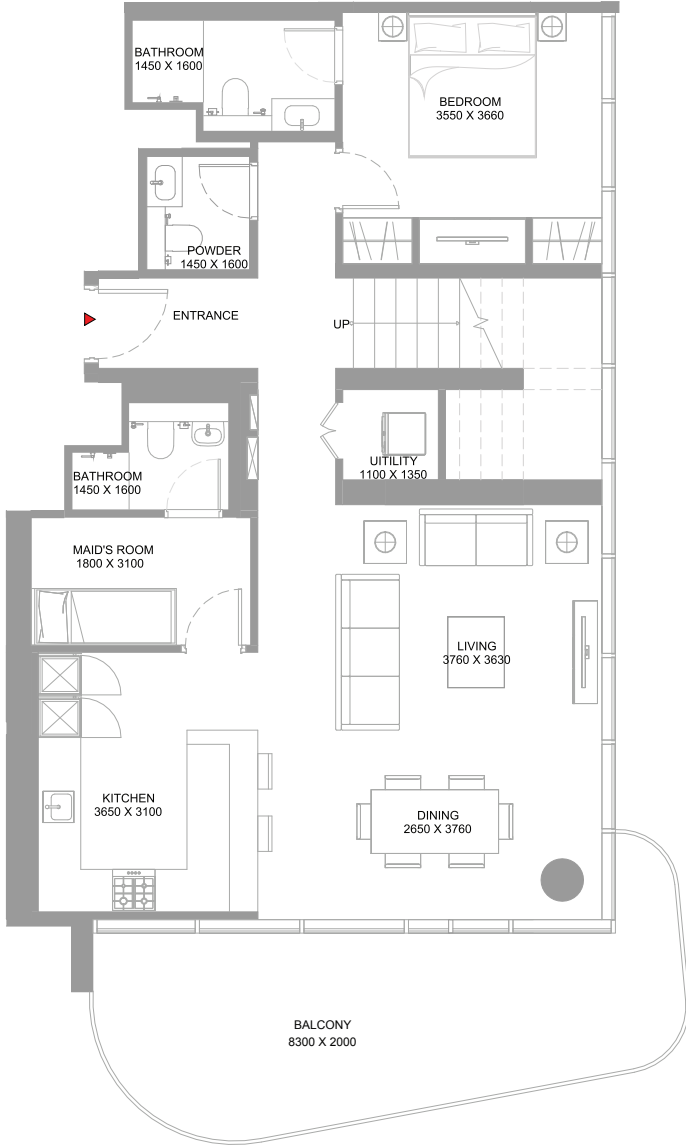 BATHROOM
1450 X 1600
BEDROOM
3550 X 3660
POWDER
1450 X 1600
ENTRANCE
UP
UITILITY
1100 X 1350
BATHROOM
1450 X 1600
MAID'S ROOM
1800 X 3100
LIVING
3760 X 3630
KITCHEN
3650 X 3100
DINING
2650 X 3760
BALCONY
8300 X 2000